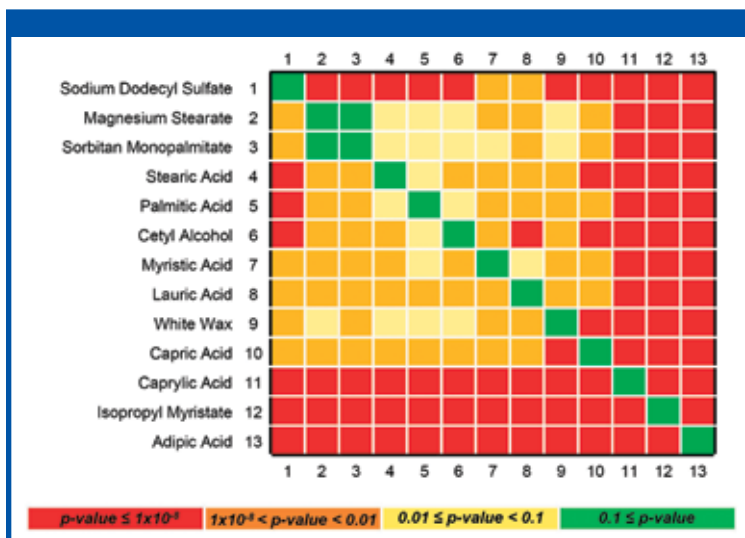 1 2 3 4 5 6 7 8 9 10 11 12 13
Sodium Dodecyl Sulfate 1
Magnesium Stearate 2
Sorbitan Monopalmitate 3
Stearic Acid 4
Palmitic Acid 5
Cetyl Alcohol 6
Myristic Acid 7
Lauric Acid 8
White Wax 9
Capric Acid 10
Caprylic Acid 11
Isopropyl Myristate 12
Adipic Acid 13
1 2 3 4 5 6 7 8 9 10 11 12 13
p-value ≤ 1x10⁻⁸ 1x10⁻⁸ < p-value < 0.01 0.01 ≤ p-value < 0.1 0.1 ≤ p-value